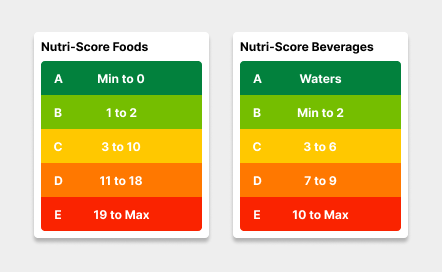 Nutri-Score Foods
A Min to 0
B 1 to 2
C 3 to 10
D 11 to 18
E 19 to Max
Nutri-Score Beverages
A Waters
B Min to 2
C 3 to 6
D 7 to 9
E 10 to Max